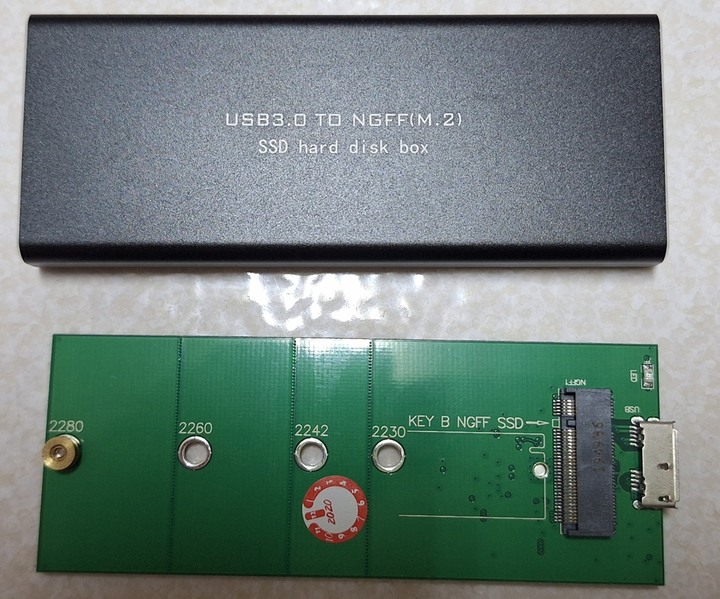 USB3.0 TO NGFF(M.2)
SSD hard disk box
2280
2260
2242
2230
KEY B NGFF SSD
NGFF1
LED
USB
2020